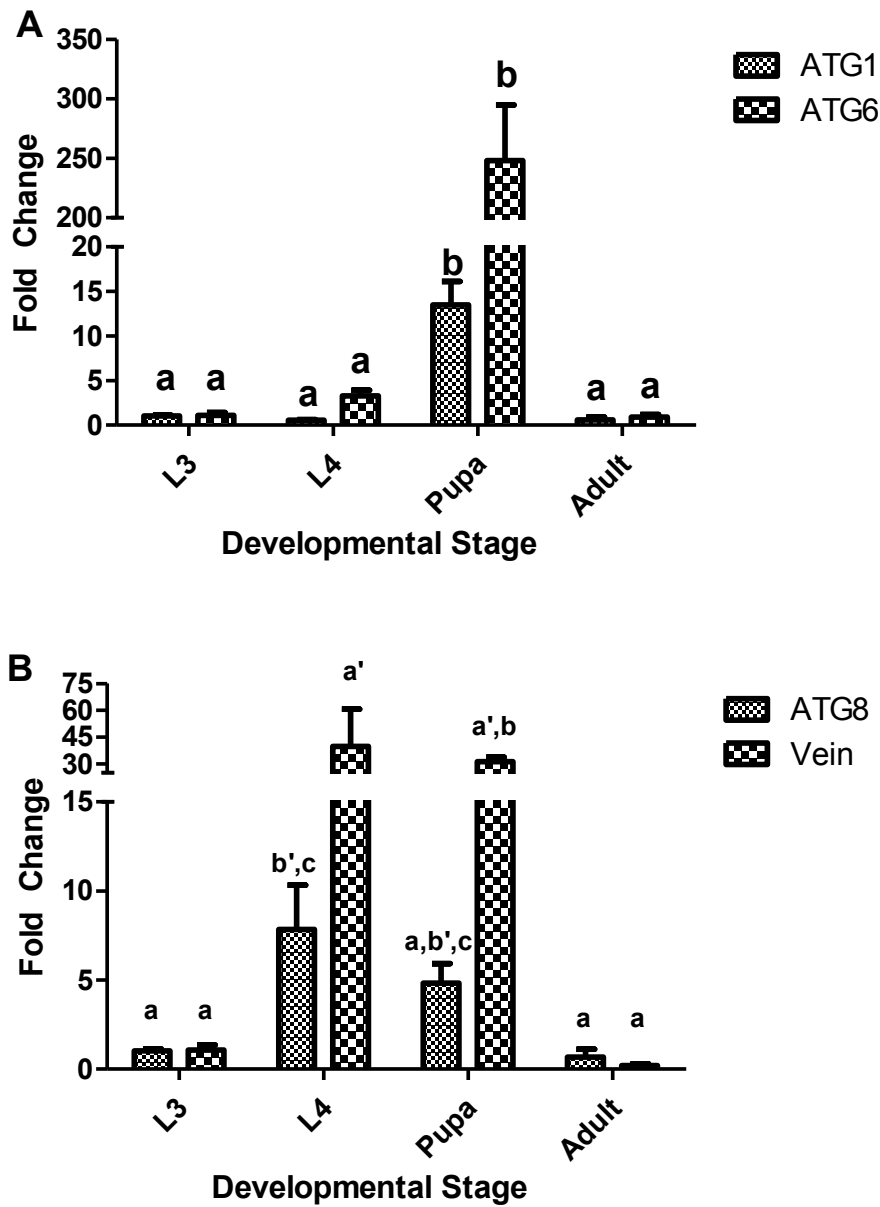 A
350
300
250
200
20
15
10
5
0
Fold Change
a a a a b b a a
L3 L4 Pupa Adult
Developmental Stage
ATG1
ATG6
B
75
60
45
30
15
10
5
0
Fold Change
a a b',c a' a,b',c a',b a a
L3 L4 Pupa Adult
Developmental Stage
ATG8
Vein